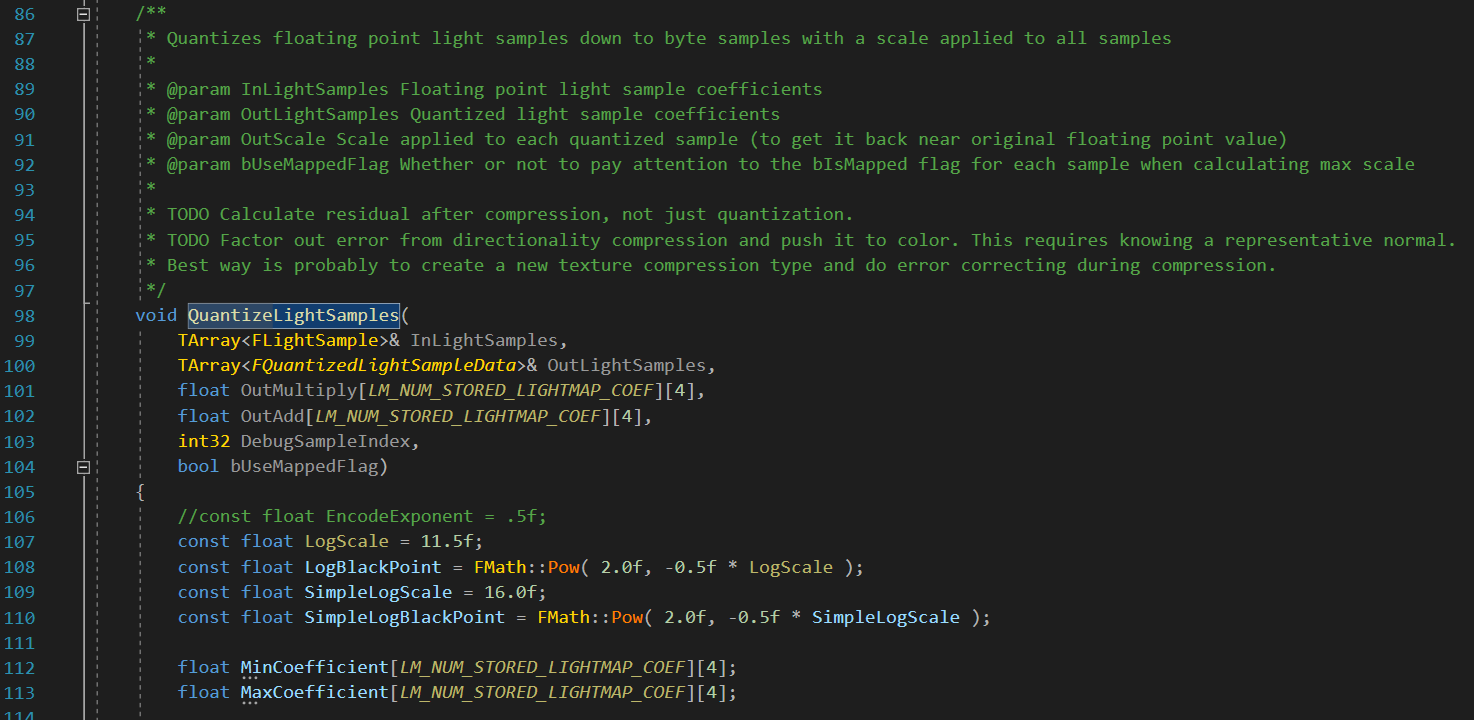 86 /**
87 * Quantizes floating point light samples down to byte samples with a scale applied to all samples
88 *
89 * @param InLightSamples Floating point light sample coefficients
90 * @param OutLightSamples Quantized light sample coefficients
91 * @param OutScale Scale applied to each quantized sample (to get it back near original floating point value)
92 * @param bUseMappedFlag Whether or not to pay attention to the bIsMapped flag for each sample when calculating max scale
93 *
94 * TODO Calculate residual after compression, not just quantization.
95 * TODO Factor out error from directionality compression and push it to color. This requires knowing a representative normal.
96 * Best way is probably to create a new texture compression type and do error correcting during compression.
97 */
98 void QuantizeLightSamples(
99 TArray<FLightSample>& InLightSamples,
100 TArray<FQuantizedLightSampleData>& OutLightSamples,
101 float OutMultiply[LM_NUM_STORED_LIGHTMAP_COEF][4],
102 float OutAdd[LM_NUM_STORED_LIGHTMAP_COEF][4],
103 int32 DebugSampleIndex,
104 bool bUseMappedFlag)
105 {
106 //const float EncodeExponent = .5f;
107 const float LogScale = 11.5f;
108 const float LogBlackPoint = FMath::Pow( 2.0f, -0.5f * LogScale );
109 const float SimpleLogScale = 16.0f;
110 const float SimpleLogBlackPoint = FMath::Pow( 2.0f, -0.5f * SimpleLogScale );
111
112 float MinCoefficient[LM_NUM_STORED_LIGHTMAP_COEF][4];
113 float MaxCoefficient[LM_NUM_STORED_LIGHTMAP_COEF][4];
114